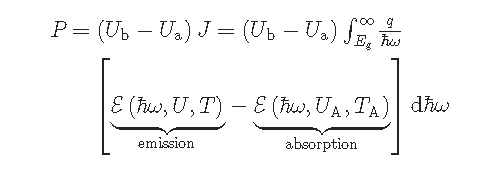 P = (U_b − U_a) J = (U_b − U_a) ∫_{E_g}^{∞} q/ħω
[ℰ (ħω, U, T) − ℰ (ħω, U_A, T_A)] dħω
emission absorption